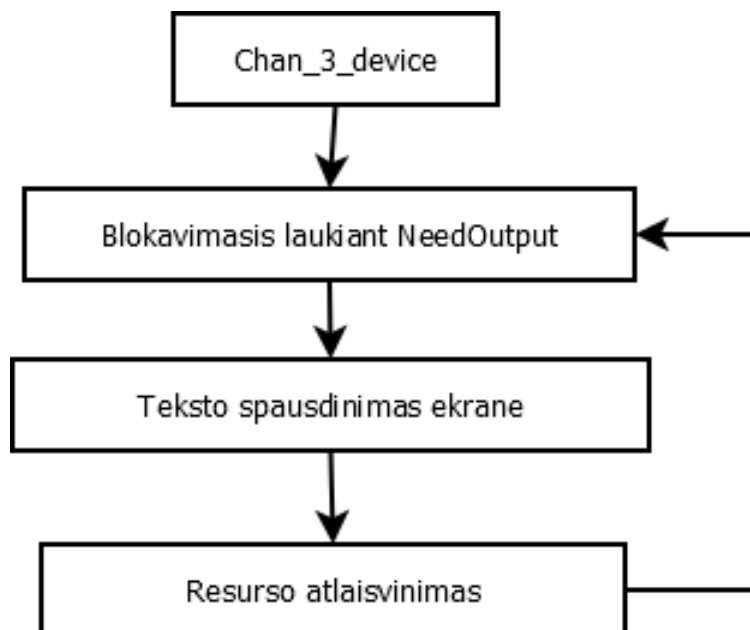 Chan_3_device
Blokavimasis laukiant NeedOutput
Teksto spausdinimas ekrane
Resurso atlaisvinimas